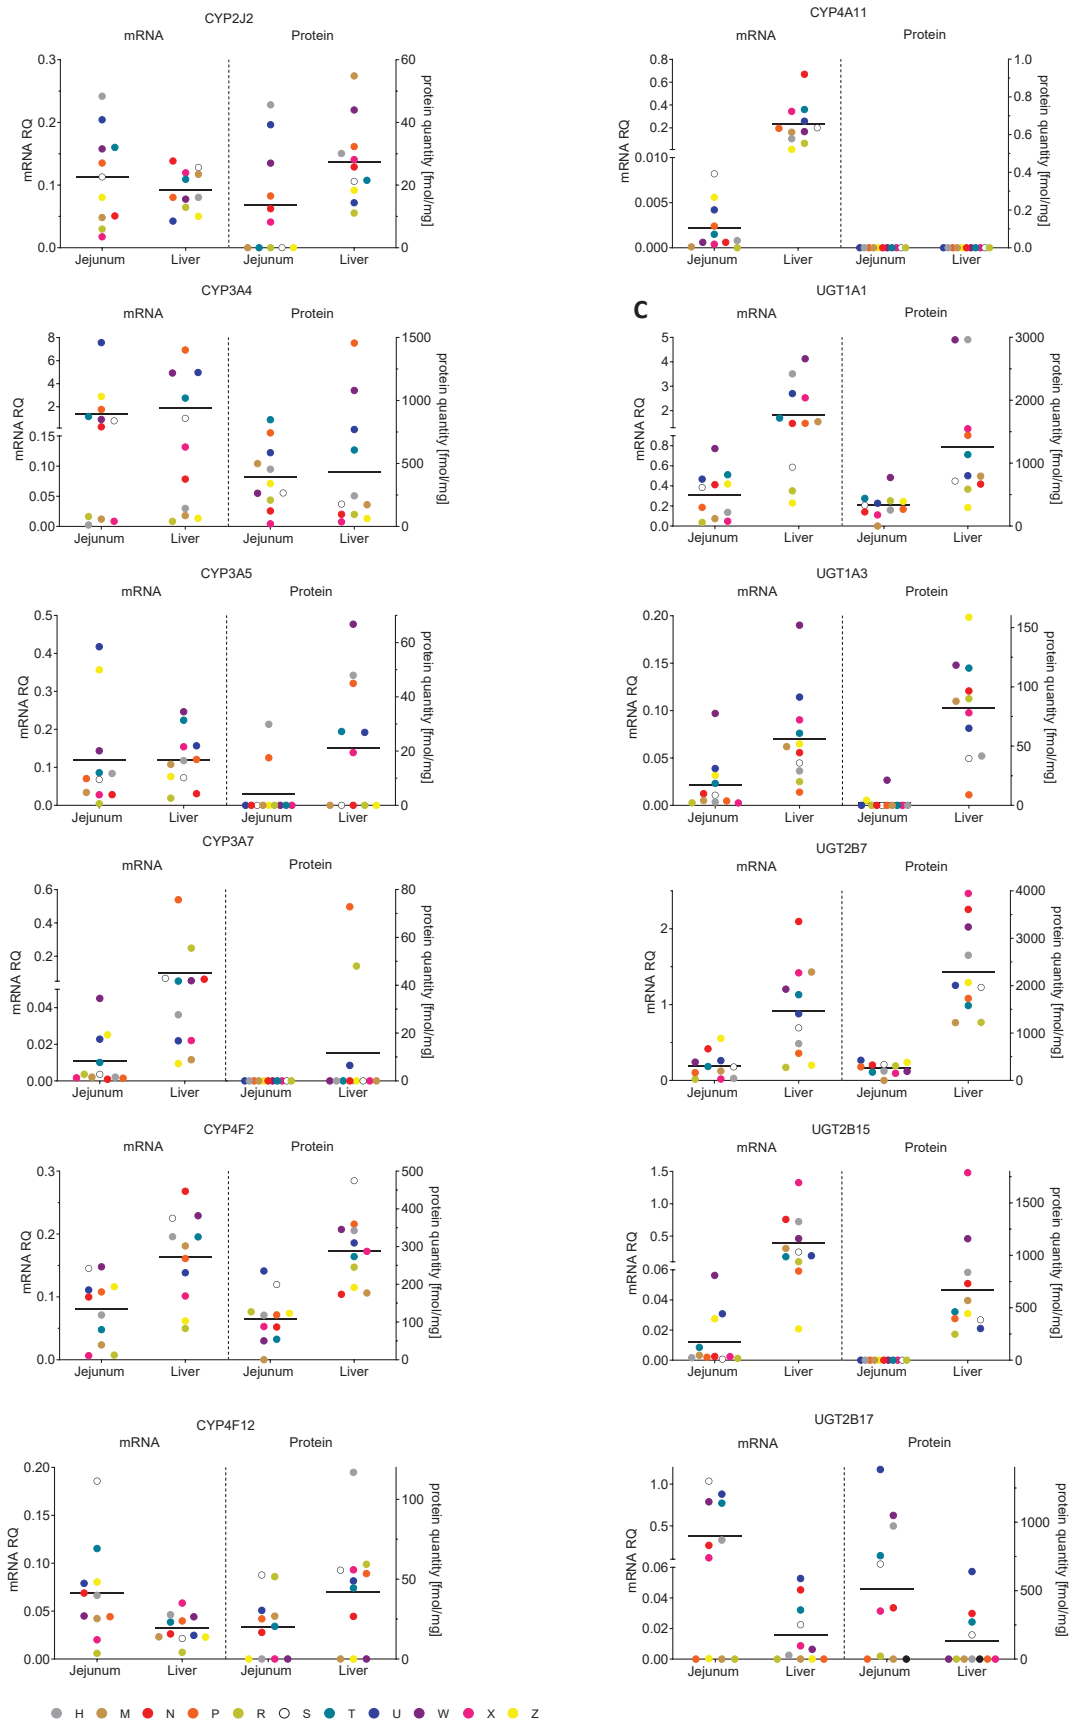 CYP2J2
mRNA Protein
0.3
0.2
0.1
0.0
mRNA RQ
60
40
20
0
protein quantity [fmol/mg]
Jejunum Liver Jejunum Liver
CYP4A11
mRNA Protein
0.8
0.6
0.4
0.2
0.010
0.005
0.000
mRNA RQ
1.0
0.8
0.6
0.4
0.2
0.0
protein quantity [fmol/mg]
Jejunum Liver Jejunum Liver
CYP3A4
mRNA Protein
8
6
4
2
0.15
0.10
0.05
0.00
mRNA RQ
1500
1000
500
0
protein quantity [fmol/mg]
Jejunum Liver Jejunum Liver
C
UGT1A1
mRNA Protein
5
4
3
2
0.8
0.6
0.4
0.2
0.0
mRNA RQ
3000
2000
1000
0
protein quantity [fmol/mg]
Jejunum Liver Jejunum Liver
CYP3A5
mRNA Protein
0.5
0.4
0.3
0.2
0.1
0.0
mRNA RQ
60
40
20
0
protein quantity [fmol/mg]
Jejunum Liver Jejunum Liver
UGT1A3
mRNA Protein
0.20
0.15
0.10
0.05
0.00
mRNA RQ
150
100
50
0
protein quantity [fmol/mg]
Jejunum Liver Jejunum Liver
CYP3A7
mRNA Protein
0.6
0.4
0.2
0.04
0.02
0.00
mRNA RQ
80
60
40
20
0
protein quantity [fmol/mg]
Jejunum Liver Jejunum Liver
UGT2B7
mRNA Protein
2
1
0
mRNA RQ
4000
3000
2000
1000
0
protein quantity [fmol/mg]
Jejunum Liver Jejunum Liver
CYP4F2
mRNA Protein
0.3
0.2
0.1
0.0
mRNA RQ
500
400
300
200
100
0
protein quantity [fmol/mg]
Jejunum Liver Jejunum Liver
UGT2B15
mRNA Protein
1.5
1.0
0.5
0.06
0.04
0.02
0.00
mRNA RQ
1500
1000
500
0
protein quantity [fmol/mg]
Jejunum Liver Jejunum Liver
CYP4F12
mRNA Protein
0.20
0.15
0.10
0.05
0.00
mRNA RQ
100
50
0
protein quantity [fmol/mg]
Jejunum Liver Jejunum Liver
UGT2B17
mRNA Protein
1.0
0.5
0.06
0.04
0.02
0.00
mRNA RQ
1000
500
0
protein quantity [fmol/mg]
Jejunum Liver Jejunum Liver
H M N P R S T U W X Z